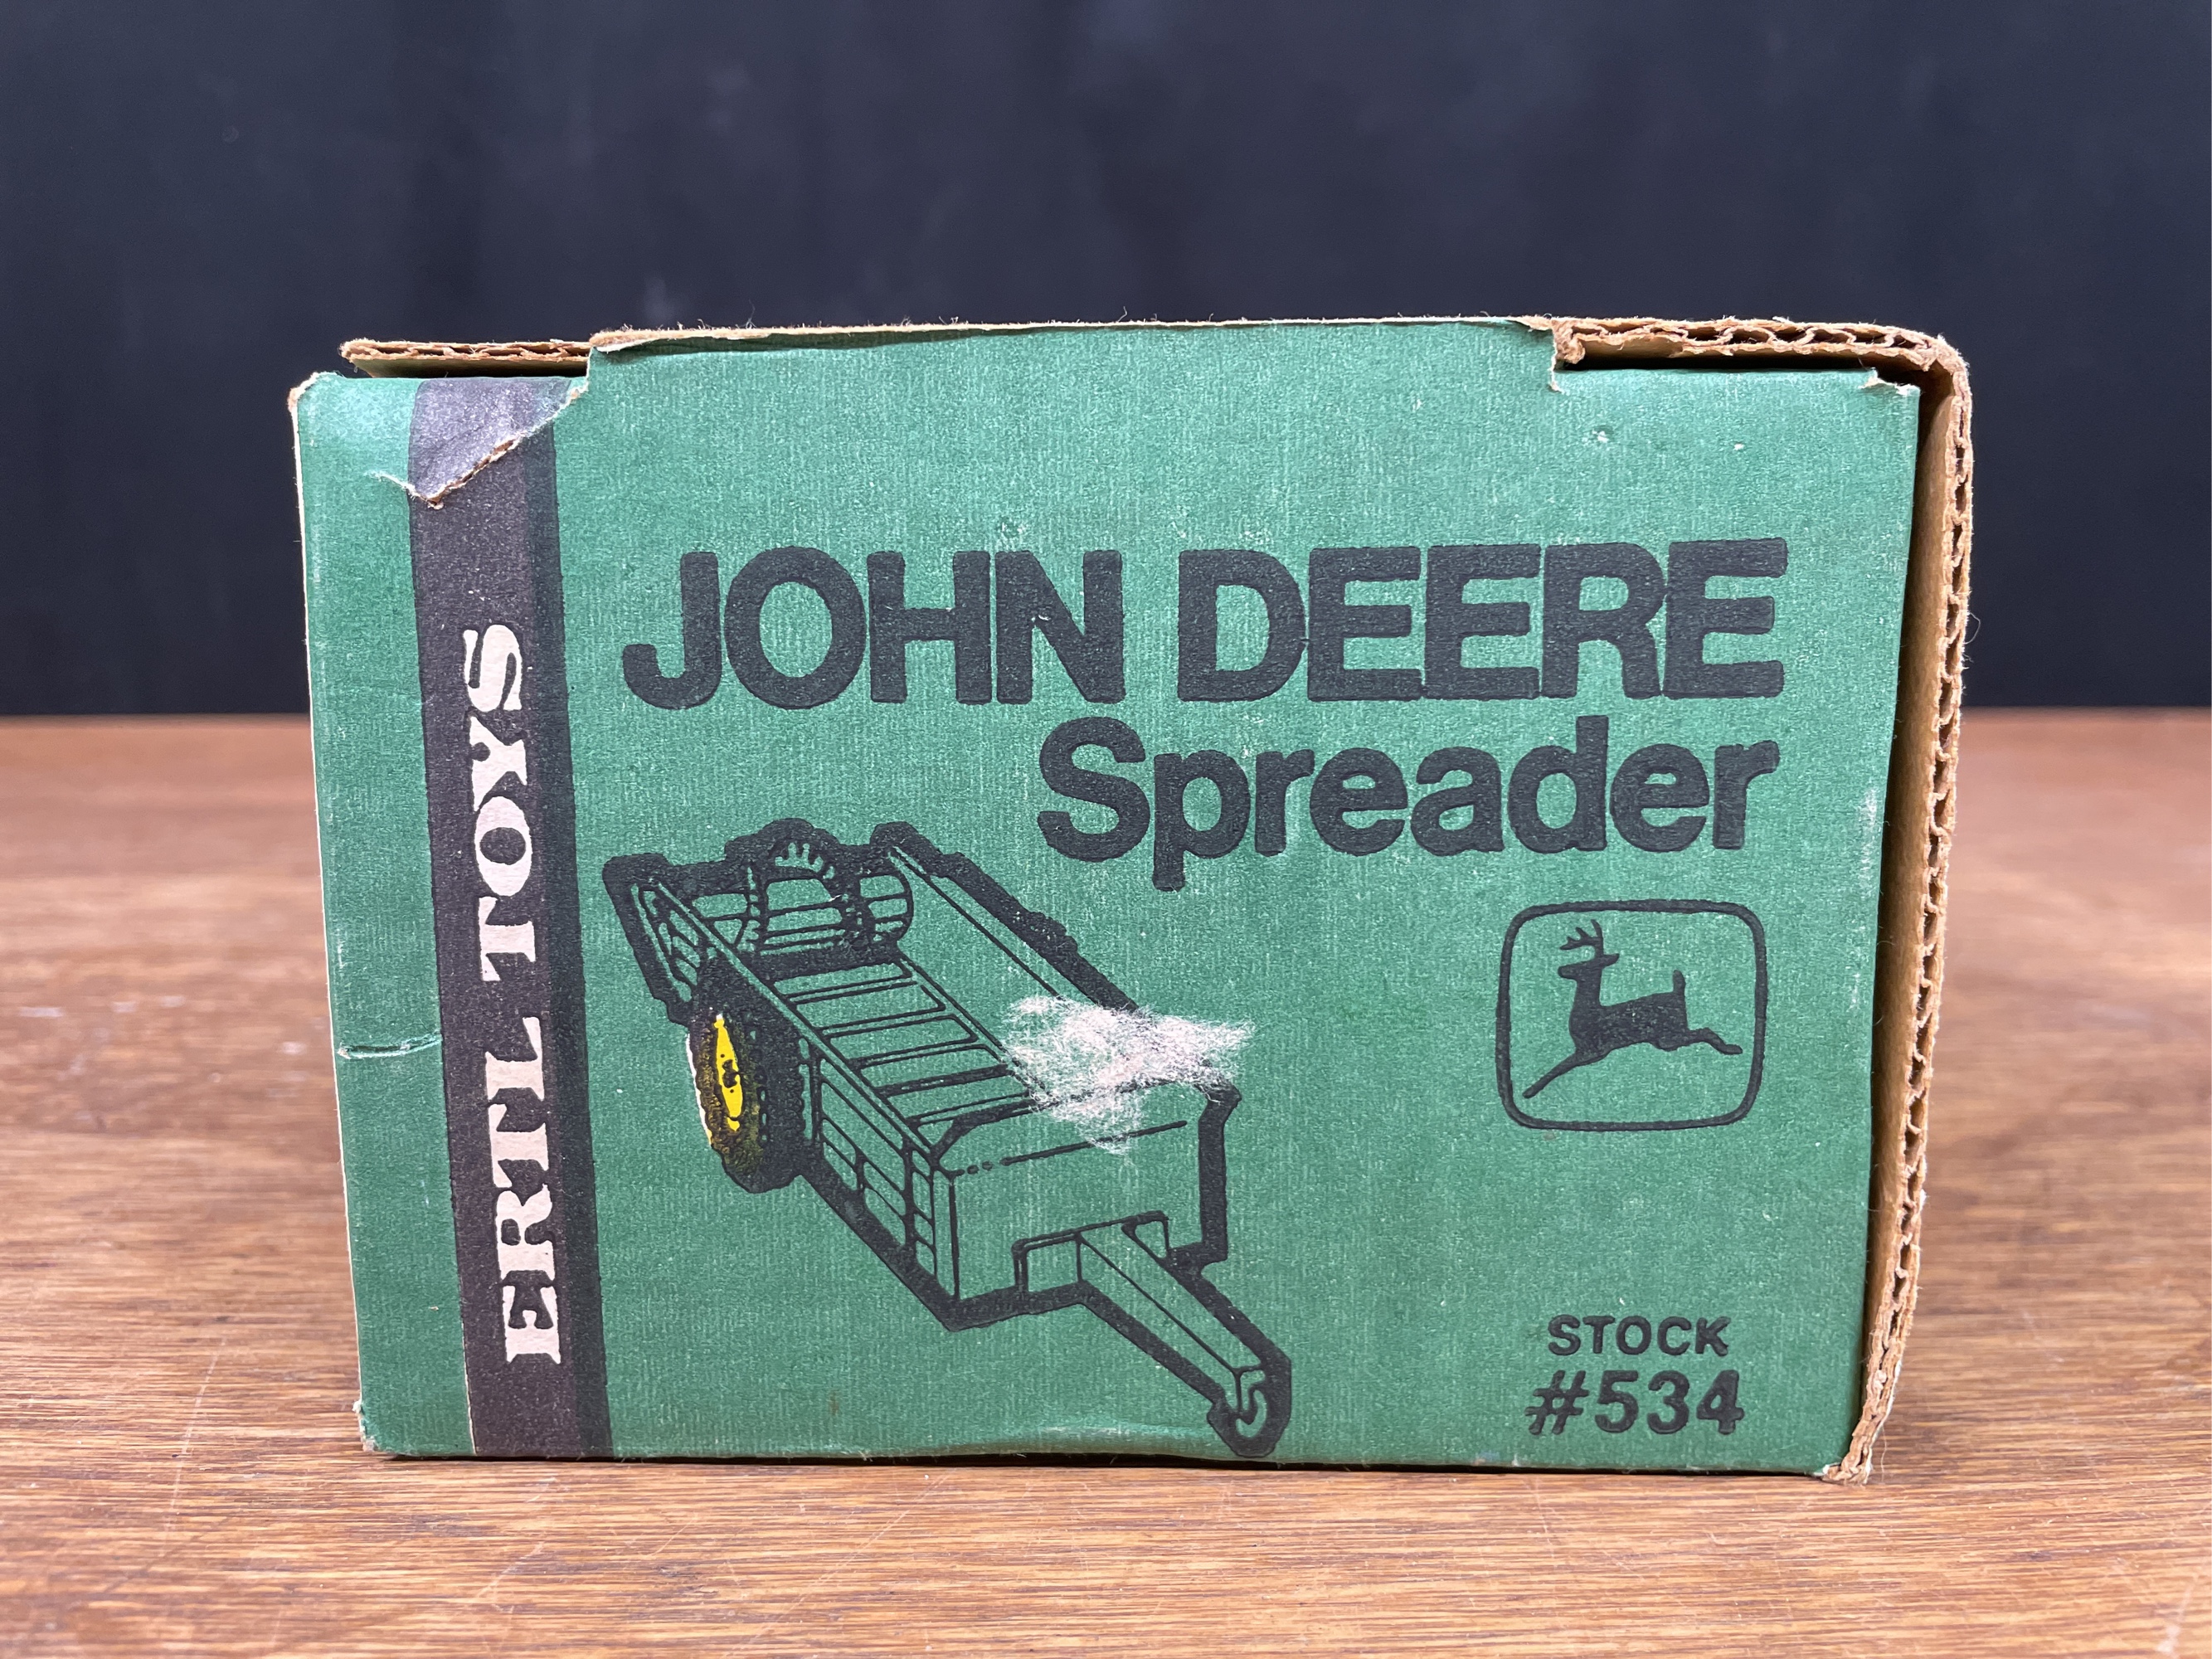 ERTL TOYS
JOHN DEERE
Spreader
STOCK
#534